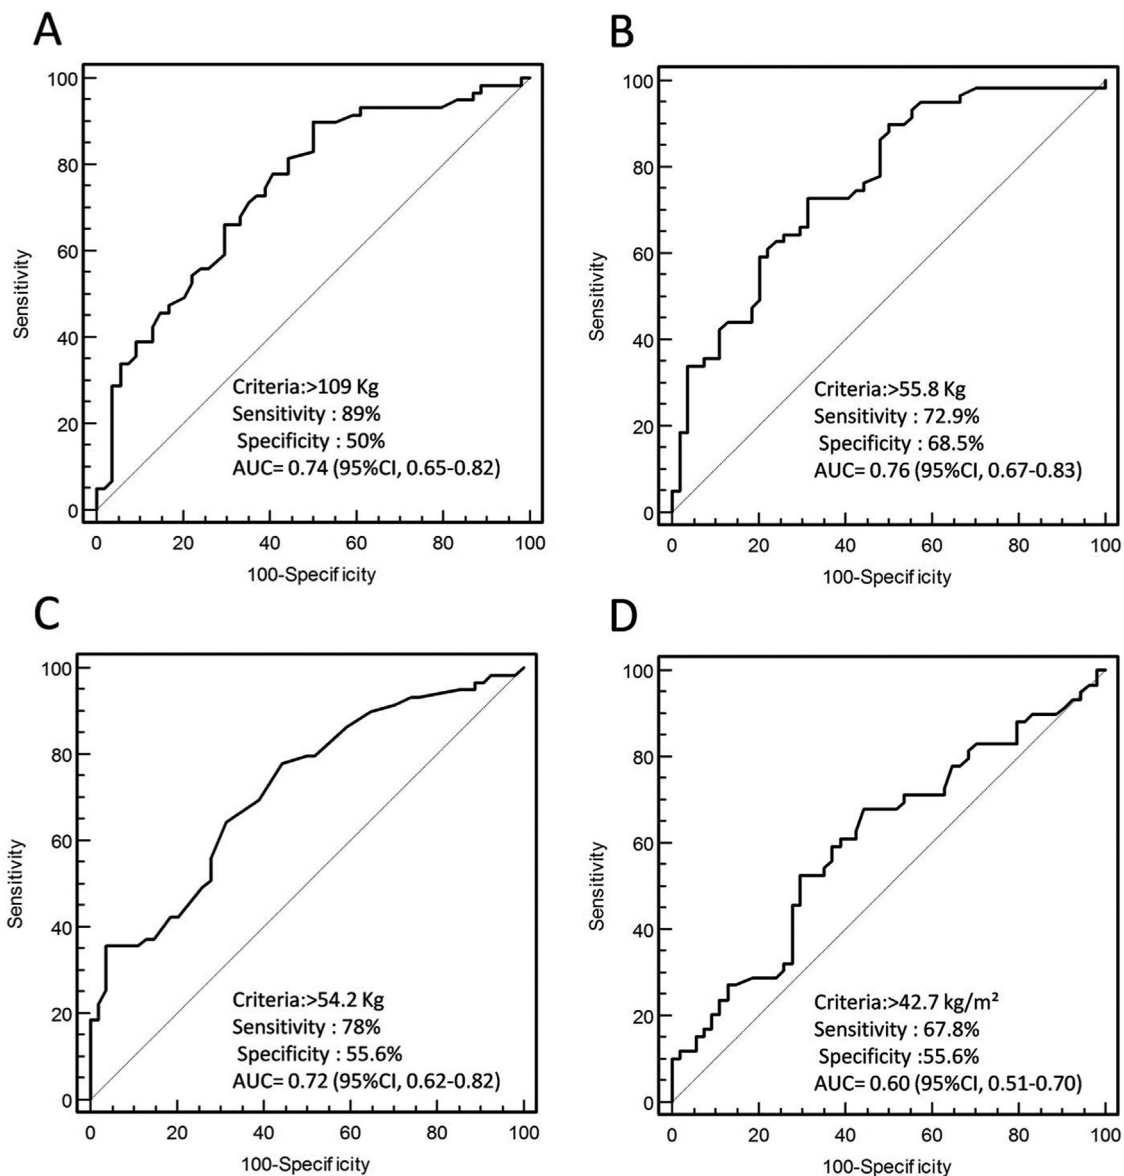 A
100
80
60
40
20
0
Sensitivity
Criteria:>109 Kg
Sensitivity : 89%
Specificity : 50%
AUC= 0.74 (95%CI, 0.65-0.82)
0 20 40 60 80 100
100-Specificity
B
100
80
60
40
20
0
Sensitivity
Criteria:>55.8 Kg
Sensitivity : 72.9%
Specificity : 68.5%
AUC= 0.76 (95%CI, 0.67-0.83)
0 20 40 60 80 100
100-Specificity
C
100
80
60
40
20
0
Sensitivity
Criteria:>54.2 Kg
Sensitivity : 78%
Specificity : 55.6%
AUC= 0.72 (95%CI, 0.62-0.82)
0 20 40 60 80 100
100-Specificity
D
100
80
60
40
20
0
Sensitivity
Criteria:>42.7 kg/m²
Sensitivity : 67.8%
Specificity :55.6%
AUC= 0.60 (95%CI, 0.51-0.70)
0 20 40 60 80 100
100-Specificity